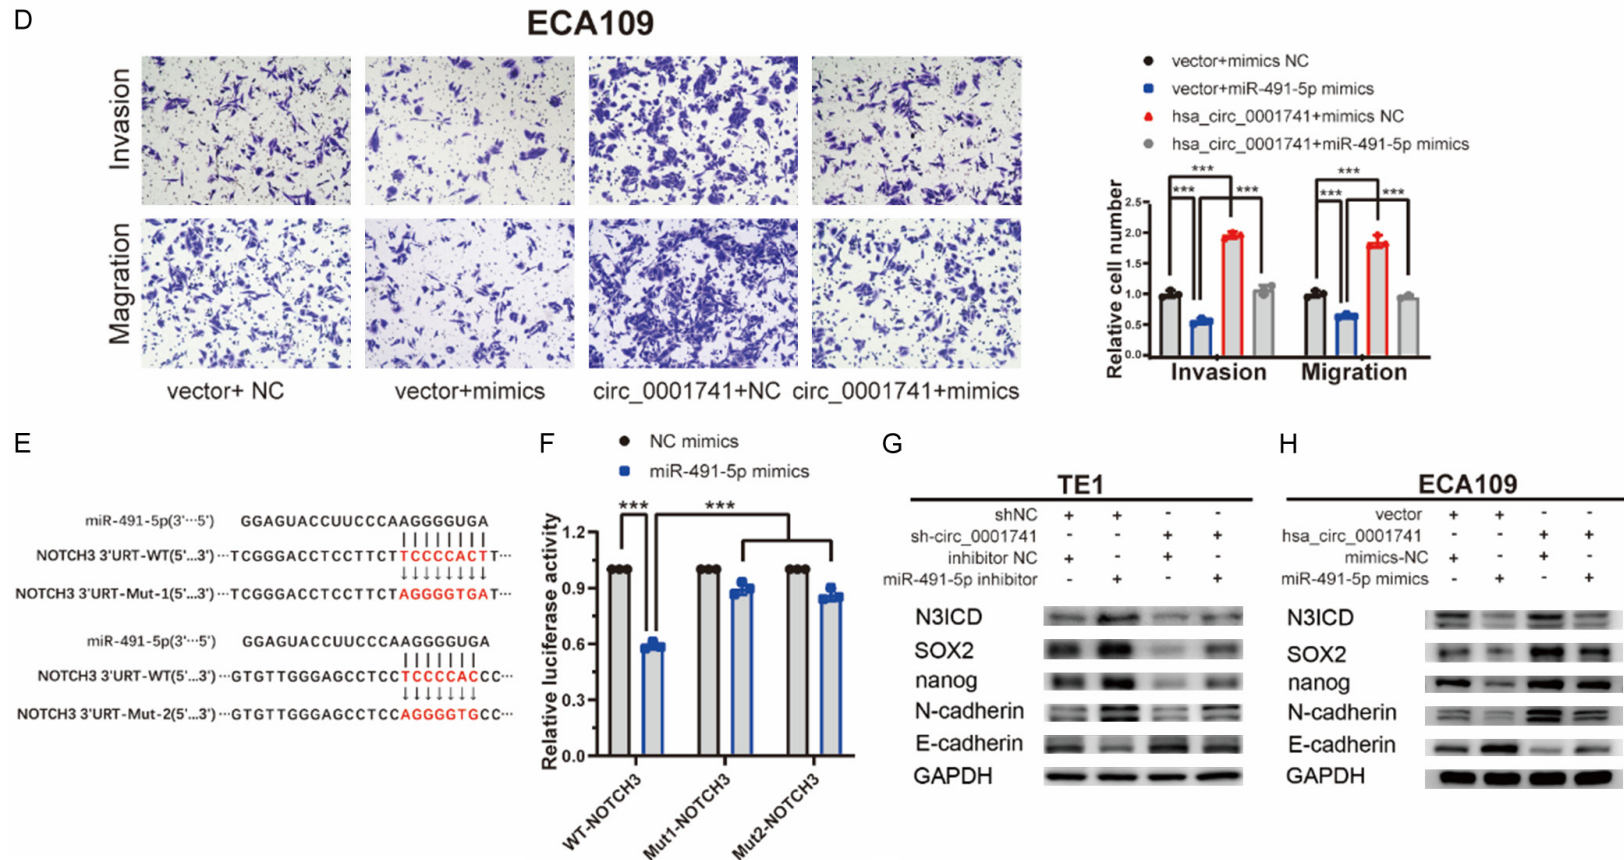 D
ECA109
Invasion
Magration
vector+ NC
vector+mimics
circ_0001741+NC
circ_0001741+mimics
vector+mimics NC
vector+miR-491-5p mimics
hsa_circ_0001741+mimics NC
hsa_circ_0001741+miR-491-5p mimics
*** *** ***
*** *** ***
Relative cell number
2.5
2.0
1.5
1.0
0.5
0.0
Invasion Migration
E
miR-491-5p(3'···5') GGAGUACCUUCCCAAGGGGUGA
NOTCH3 3'URT-WT(5'...3') ···TCGGGACCTCCTTCTTCCCCACTT···
NOTCH3 3'URT-Mut-1(5'...3') ···TCGGGACCTCCTTCTAGGGGTGAT···
miR-491-5p(3'···5') GGAGUACCUUCCCAAGGGGUGA
NOTCH3 3'URT-WT(5'...3') ···GTGTTGGGAGCCTCCTCCCCACCC···
NOTCH3 3'URT-Mut-2(5'...3') ···GTGTTGGGAGCCTCCAGGGGTGCC···
F
NC mimics
miR-491-5p mimics
*** ***
Relative luciferase activity
1.2
0.9
0.6
0.3
0.0
WT-NOTCH3
Mut1-NOTCH3
Mut2-NOTCH3
G
TE1
shNC + + - -
sh-circ_0001741 - - + +
inhibitor NC + - + -
miR-491-5p inhibitor - + - +
N3ICD
SOX2
nanog
N-cadherin
E-cadherin
GAPDH
H
ECA109
vector + + - -
hsa_circ_0001741 - - + +
mimics-NC + - + -
miR-491-5p mimics - + - +
N3ICD
SOX2
nanog
N-cadherin
E-cadherin
GAPDH